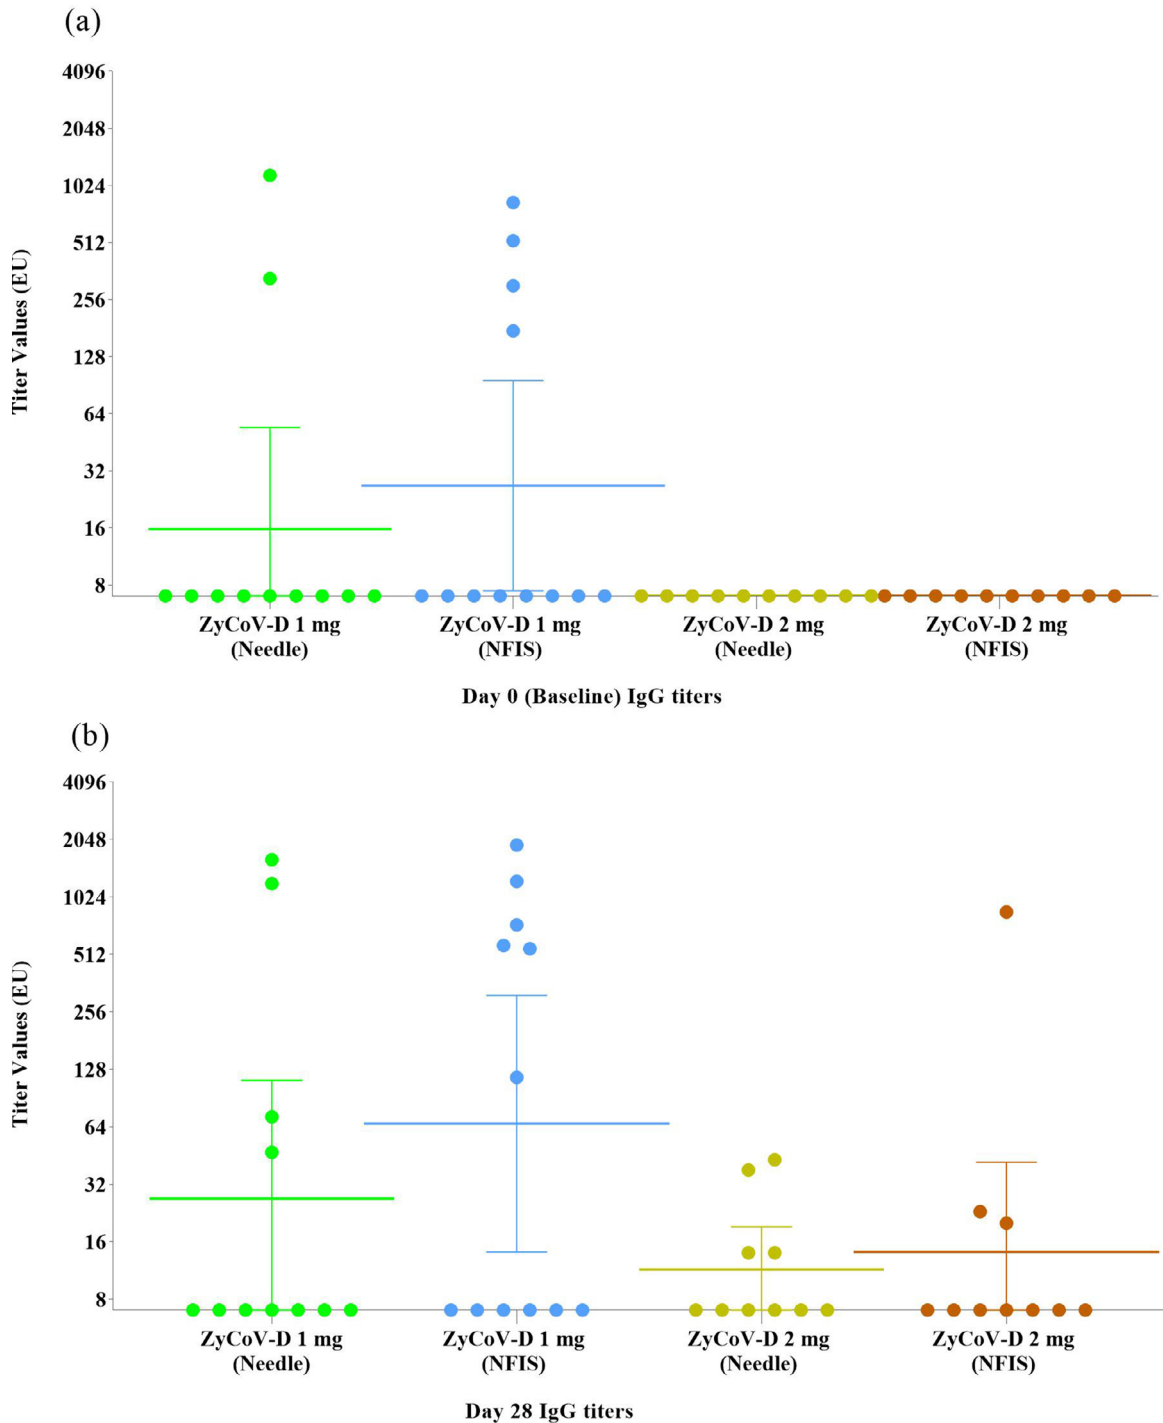 (a)
Titer Values (EU)
4096
2048
1024
512
256
128
64
32
16
8
ZyCoV-D 1 mg
(Needle)
ZyCoV-D 1 mg
(NFIS)
ZyCoV-D 2 mg
(Needle)
ZyCoV-D 2 mg
(NFIS)
Day 0 (Baseline) IgG titers
(b)
Titer Values (EU)
4096
2048
1024
512
256
128
64
32
16
8
ZyCoV-D 1 mg
(Needle)
ZyCoV-D 1 mg
(NFIS)
ZyCoV-D 2 mg
(Needle)
ZyCoV-D 2 mg
(NFIS)
Day 28 IgG titers